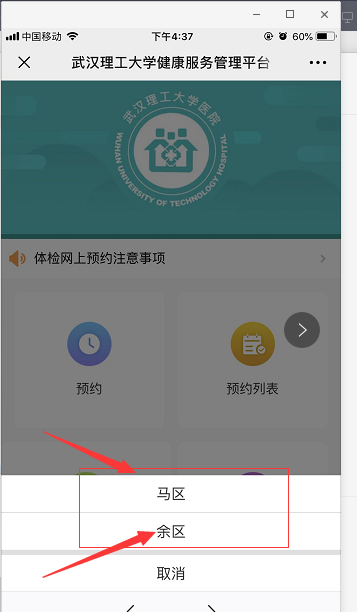 中国移动 下午4:37 60%
武汉理工大学健康服务管理平台
武汉理工大学医院
WUHAN UNIVERSITY OF TECHNOLOGY HOSPITAL
体检网上预约注意事项
预约 预约列表
马区
余区
取消